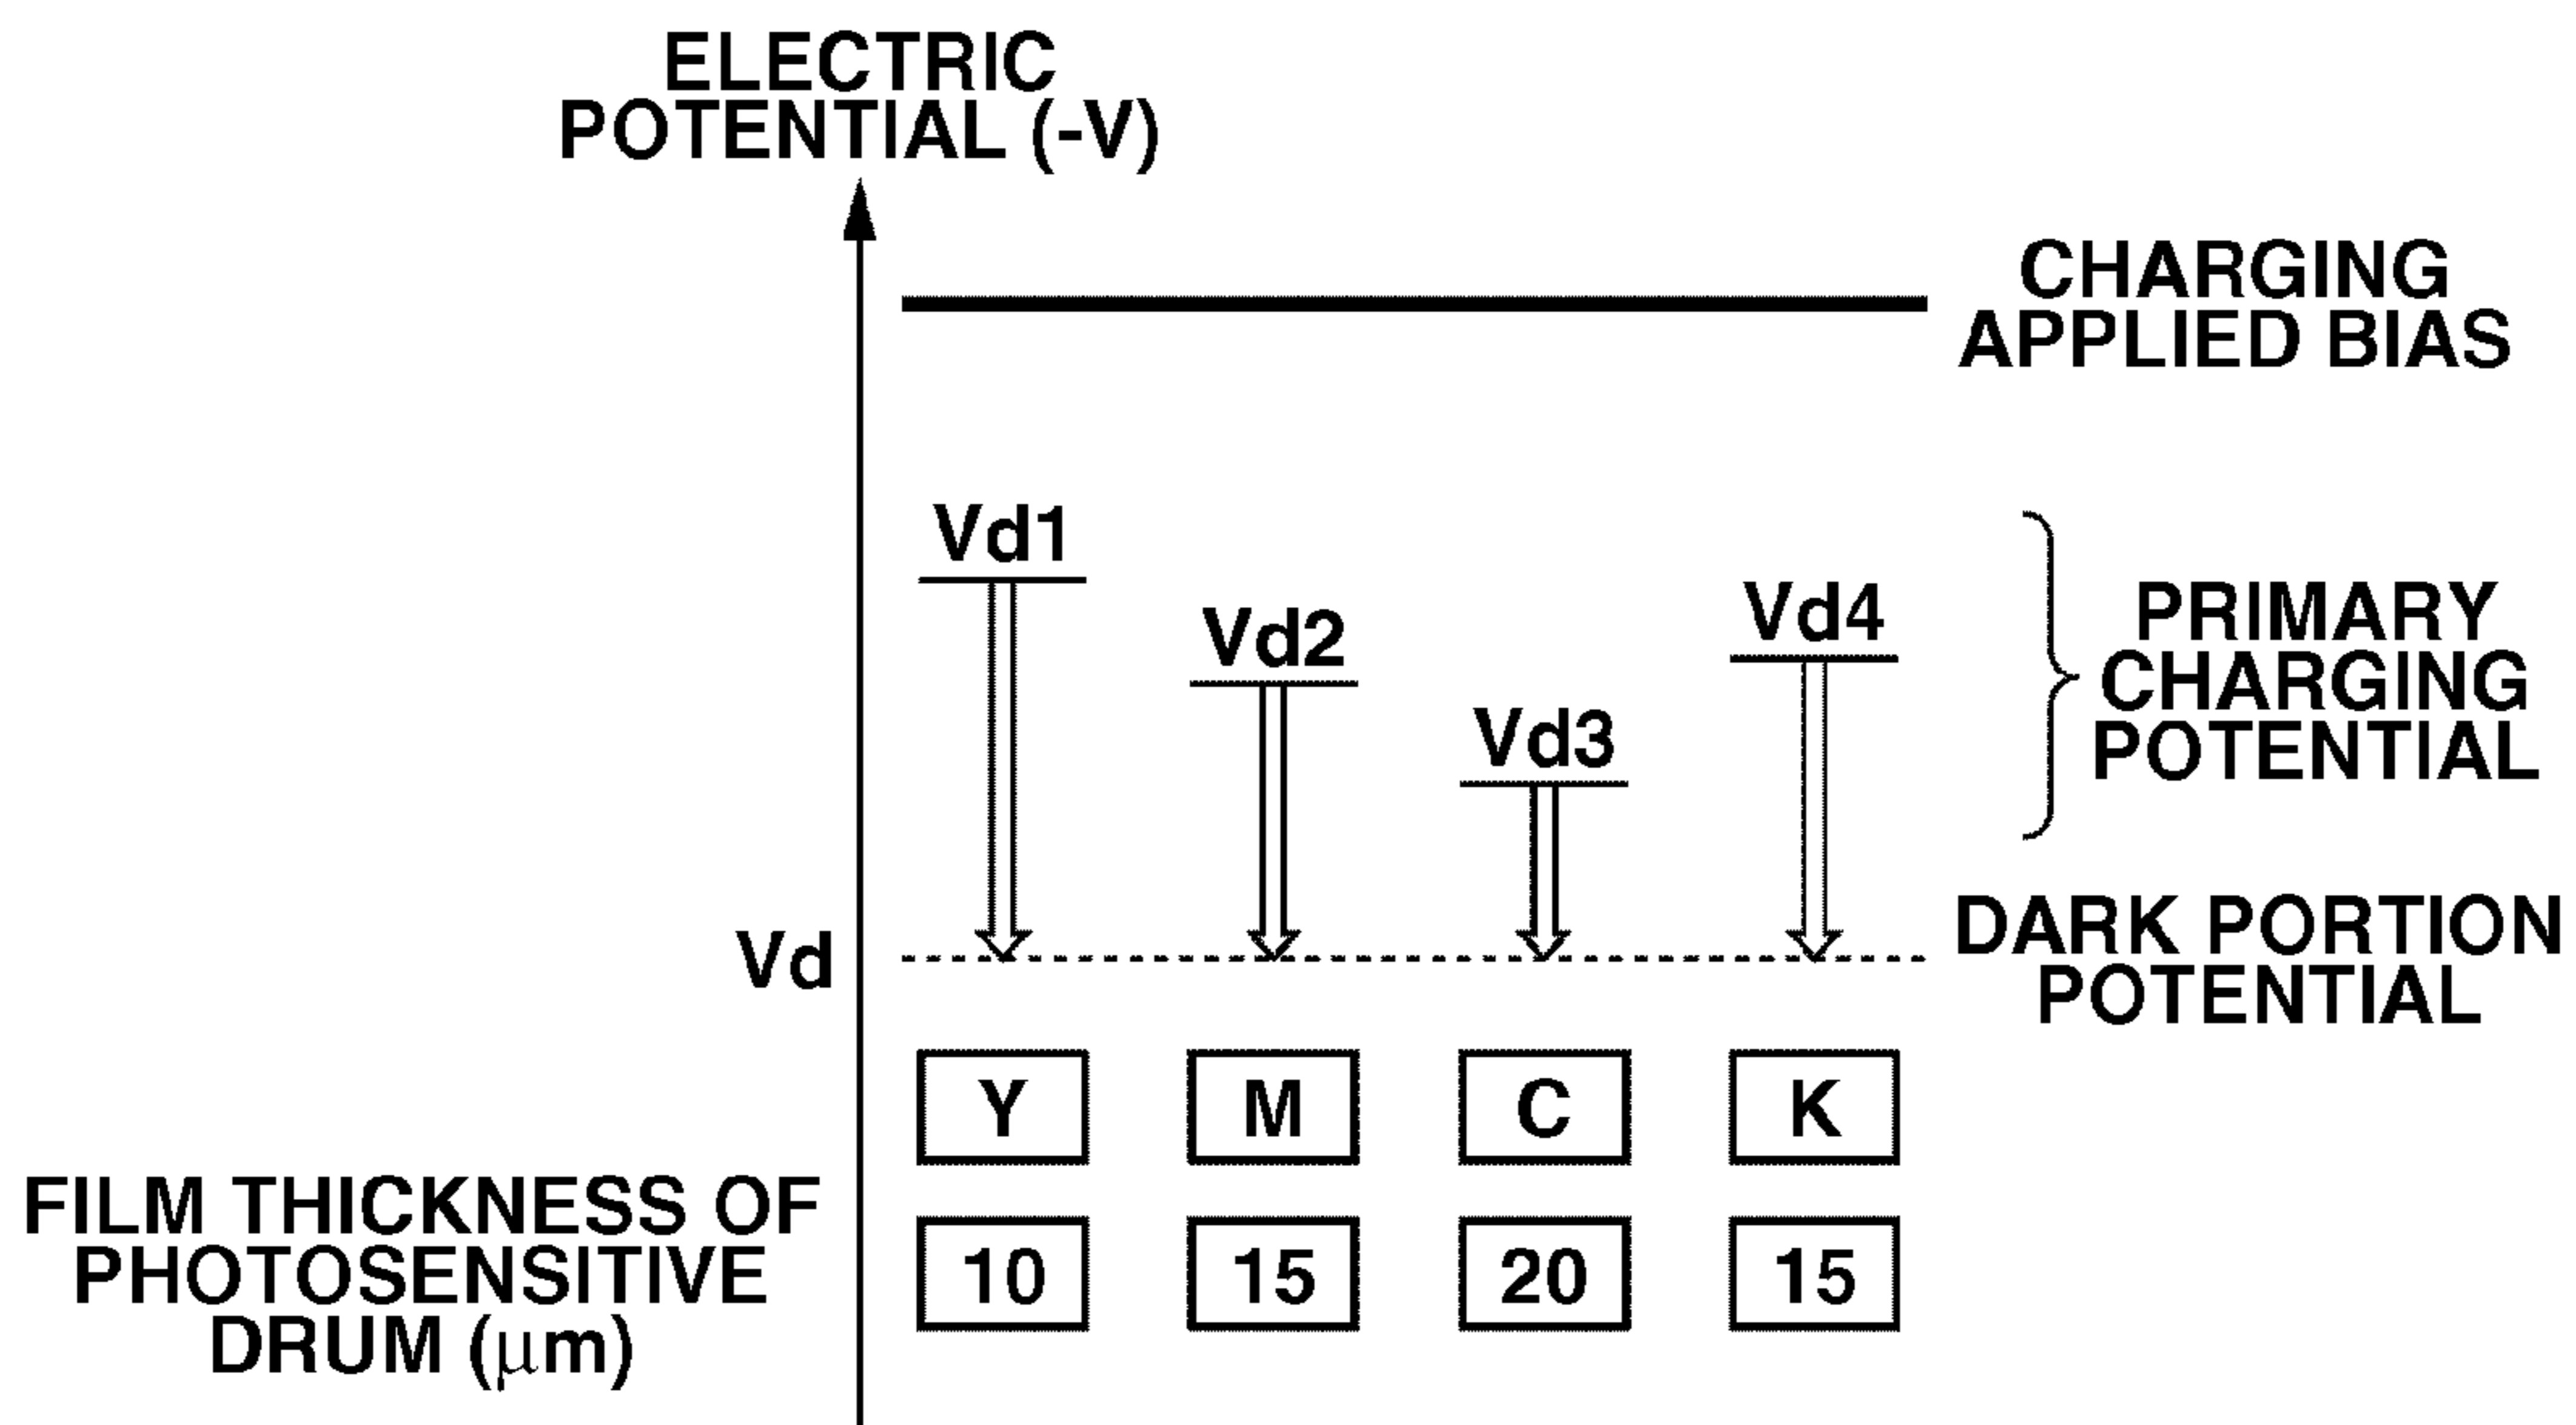 ELECTRIC
POTENTIAL (-V)
CHARGING
APPLIED BIAS
Vd1
Vd2
Vd3
Vd4
PRIMARY
CHARGING
POTENTIAL
Vd
DARK PORTION
POTENTIAL
Y M C K
FILM THICKNESS OF
PHOTOSENSITIVE
DRUM (μm)
10 15 20 15